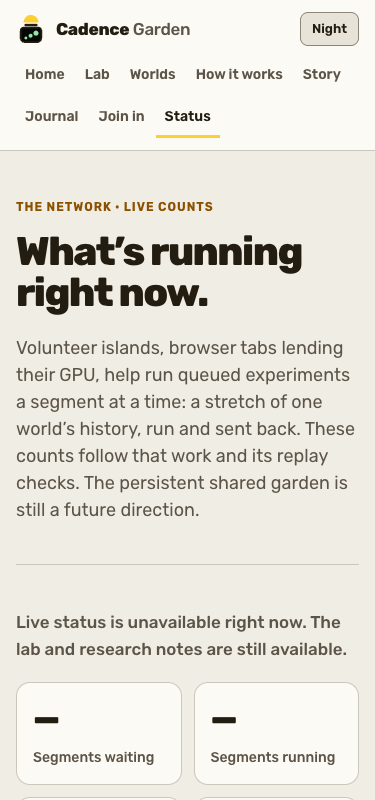 Cadence Garden
Night
Home Lab Worlds How it works Story
Journal Join in Status
THE NETWORK • LIVE COUNTS
What’s running
right now.
Volunteer islands, browser tabs lending
their GPU, help run queued experiments
a segment at a time: a stretch of one
world’s history, run and sent back. These
counts follow that work and its replay
checks. The persistent shared garden is
still a future direction.
Live status is unavailable right now. The
lab and research notes are still available.
— —
Segments waiting Segments running